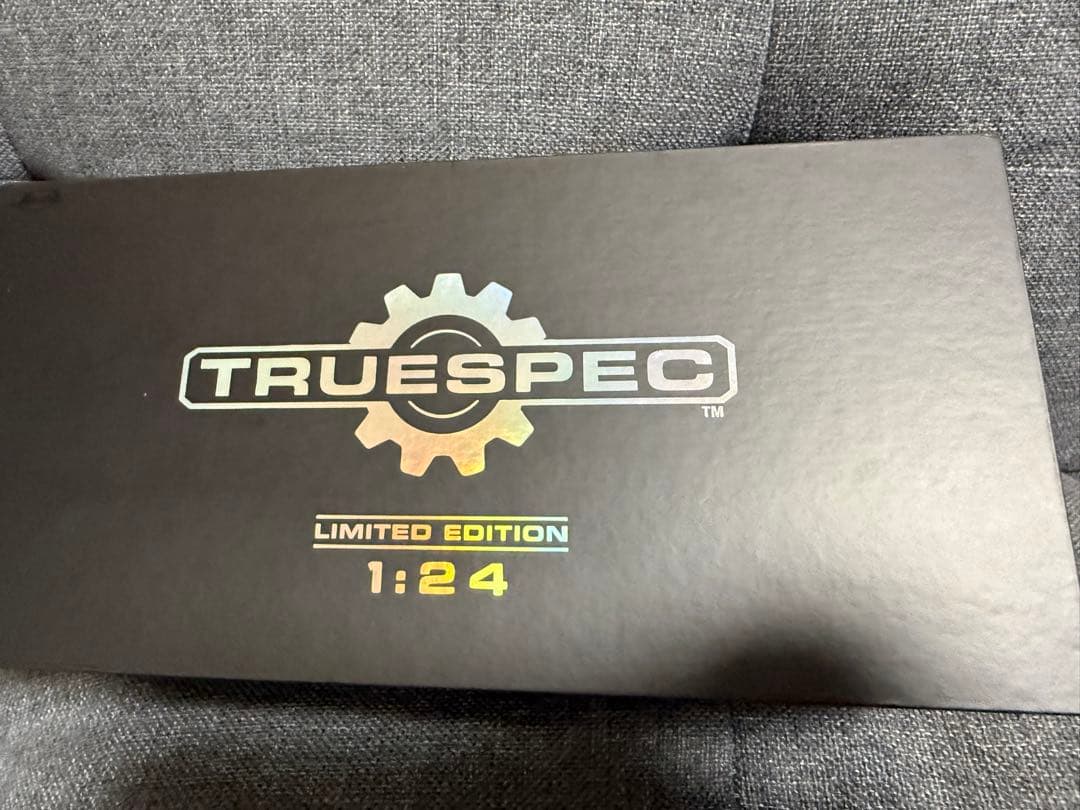 TRUESPEC
TM
LIMITED EDITION
1:24